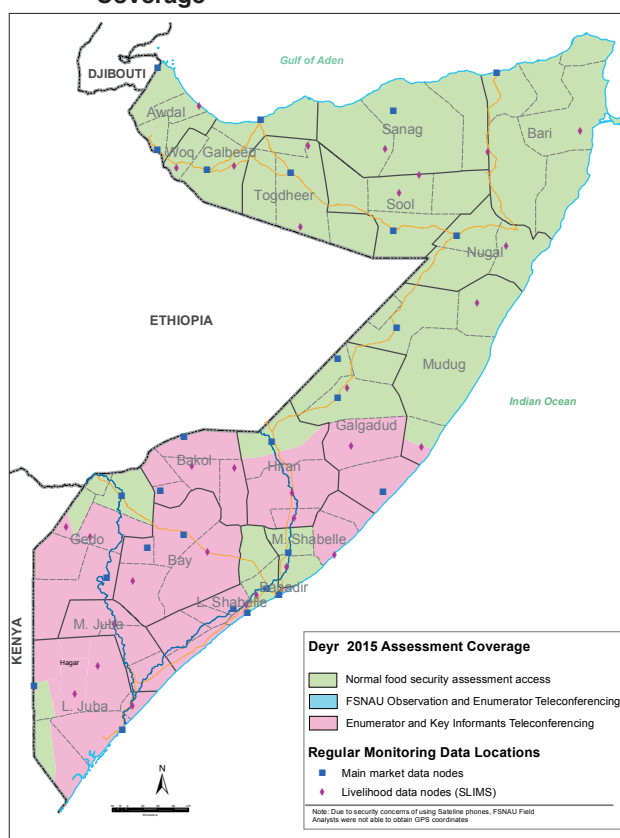 Coverage
Gulf of Aden
DJIBOUTI
Awdal
Woq. Galbeed
Sanag
Bari
Togdheer
Sool
Nugal
ETHIOPIA
Mudug
Indian Ocean
Galgadud
Bakol
Hiran
Gedo
Bay
M. Shabelle
Banadir
L. Shabelle
M. Juba
KENYA
Hagar
L. Juba
N
Deyr 2015 Assessment Coverage
Normal food security assessment access
FSNAU Observation and Enumerator Teleconferencing
Enumerator and Key Informants Teleconferencing
Regular Monitoring Data Locations
Main market data nodes
Livelihood data nodes (SLIMS)
Note: Due to security concerns of using Sateline phones, FSNAU Field
Analysts were not able to obtain GPS coordinates